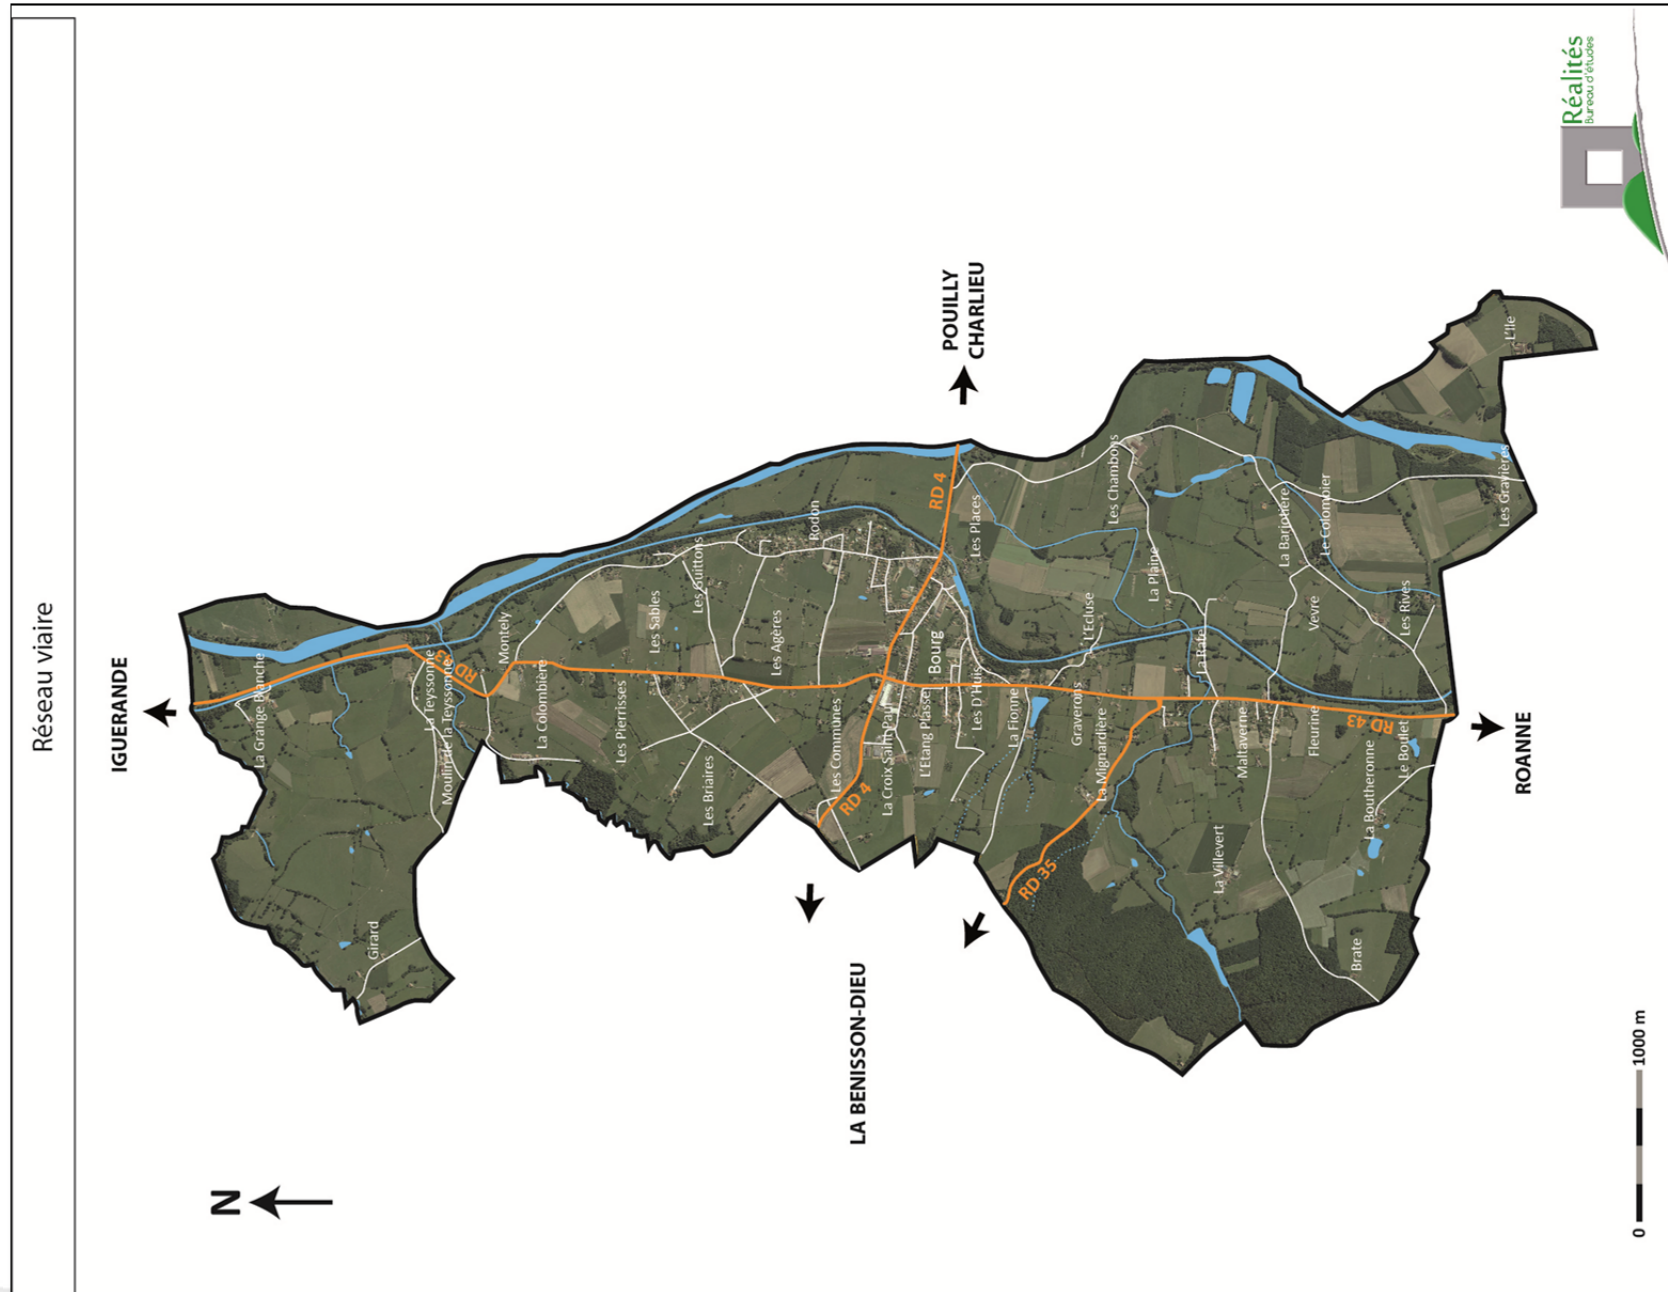 Réseau viaire
IGUERANDE
N
La Grange Blanche
Girard
La Teyssonne
Moulin de la Teyssonne
RD 43
Montely
La Colombière
Les Pierrisses
Les Sables
Les Guittons
Les Briaires
Les Agères
Rodon
Les Communes
RD 4
LA BENISSON-DIEU
La Croix Saint Paul
L'Etang Plasse
Bourg
RD 4
POUILLY
CHARLIEU
Les D'Huis
Les Places
La Fionne
RD 35
Graverons
L'Ecluse
La Mignardière
Les Chambons
La Plaine
La Rate
La Villevert
Maltaverne
La Bariollière
Fleurine
Vevre
Le Colombier
Brate
La Boutheronne
RD 43
Le Boulet
Les Rives
Les Gravières
L'Ile
ROANNE
Réalités
Bureau d'études
0 1000 m